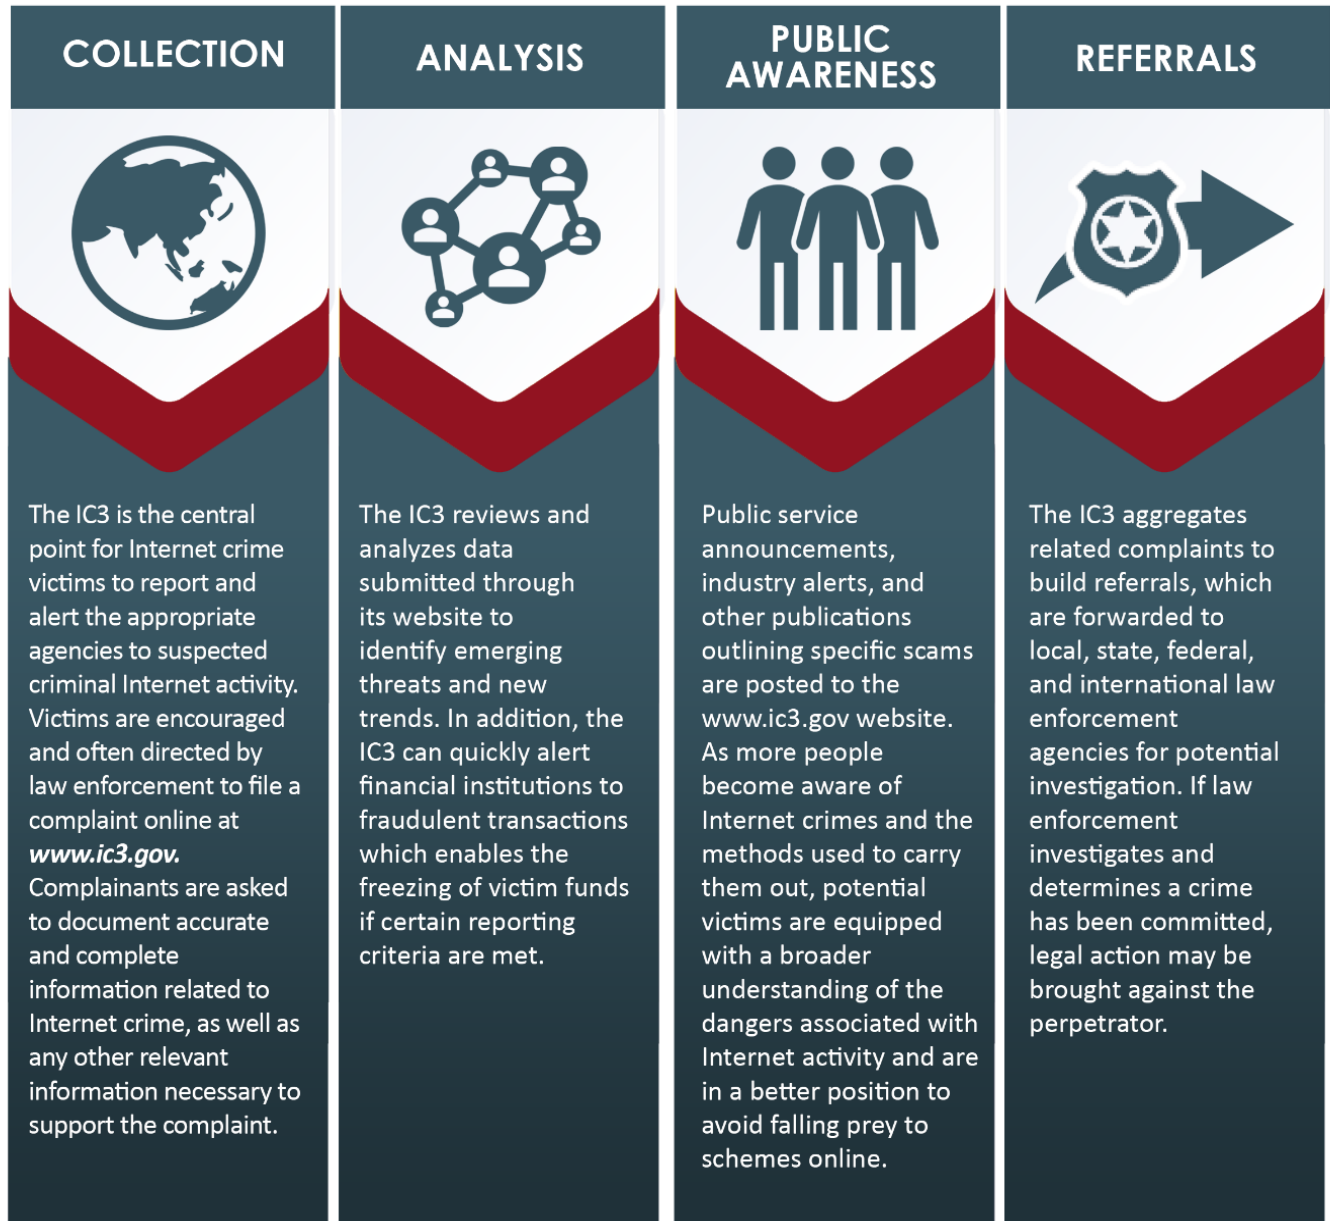 COLLECTION
The IC3 is the central
point for Internet crime
victims to report and
alert the appropriate
agencies to suspected
criminal Internet activity.
Victims are encouraged
and often directed by
law enforcement to file a
complaint online at
www.ic3.gov.
Complainants are asked
to document accurate
and complete
information related to
Internet crime, as well as
any other relevant
information necessary to
support the complaint.
ANALYSIS
The IC3 reviews and
analyzes data
submitted through
its website to
identify emerging
threats and new
trends. In addition, the
IC3 can quickly alert
financial institutions to
fraudulent transactions
which enables the
freezing of victim funds
if certain reporting
criteria are met.
PUBLIC
AWARENESS
Public service
announcements,
industry alerts, and
other publications
outlining specific scams
are posted to the
www.ic3.gov website.
As more people
become aware of
Internet crimes and the
methods used to carry
them out, potential
victims are equipped
with a broader
understanding of the
dangers associated with
Internet activity and are
in a better position to
avoid falling prey to
schemes online.
REFERRALS
The IC3 aggregates
related complaints to
build referrals, which
are forwarded to
local, state, federal,
and international law
enforcement
agencies for potential
investigation. If law
enforcement
investigates and
determines a crime
has been committed,
legal action may be
brought against the
perpetrator.